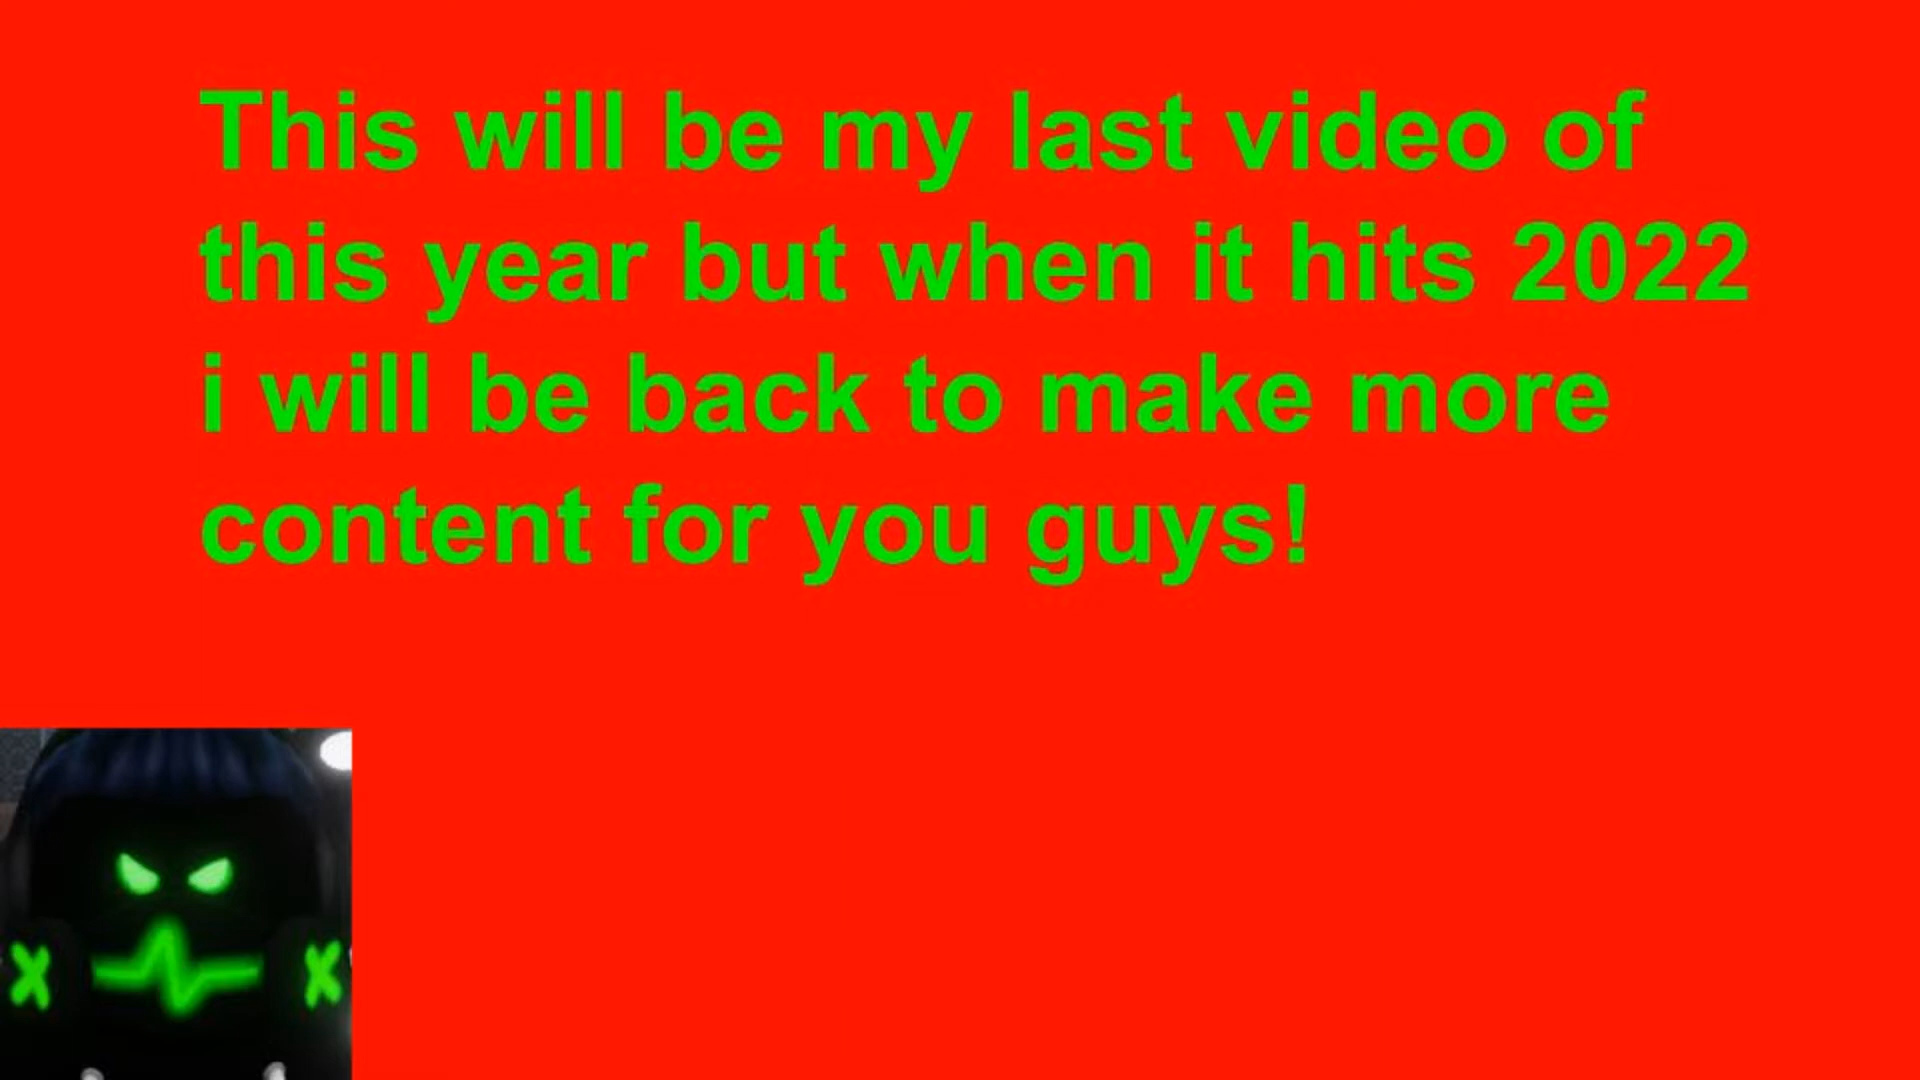 This will be my last video of
this year but when it hits 2022
i will be back to make more
content for you guys!